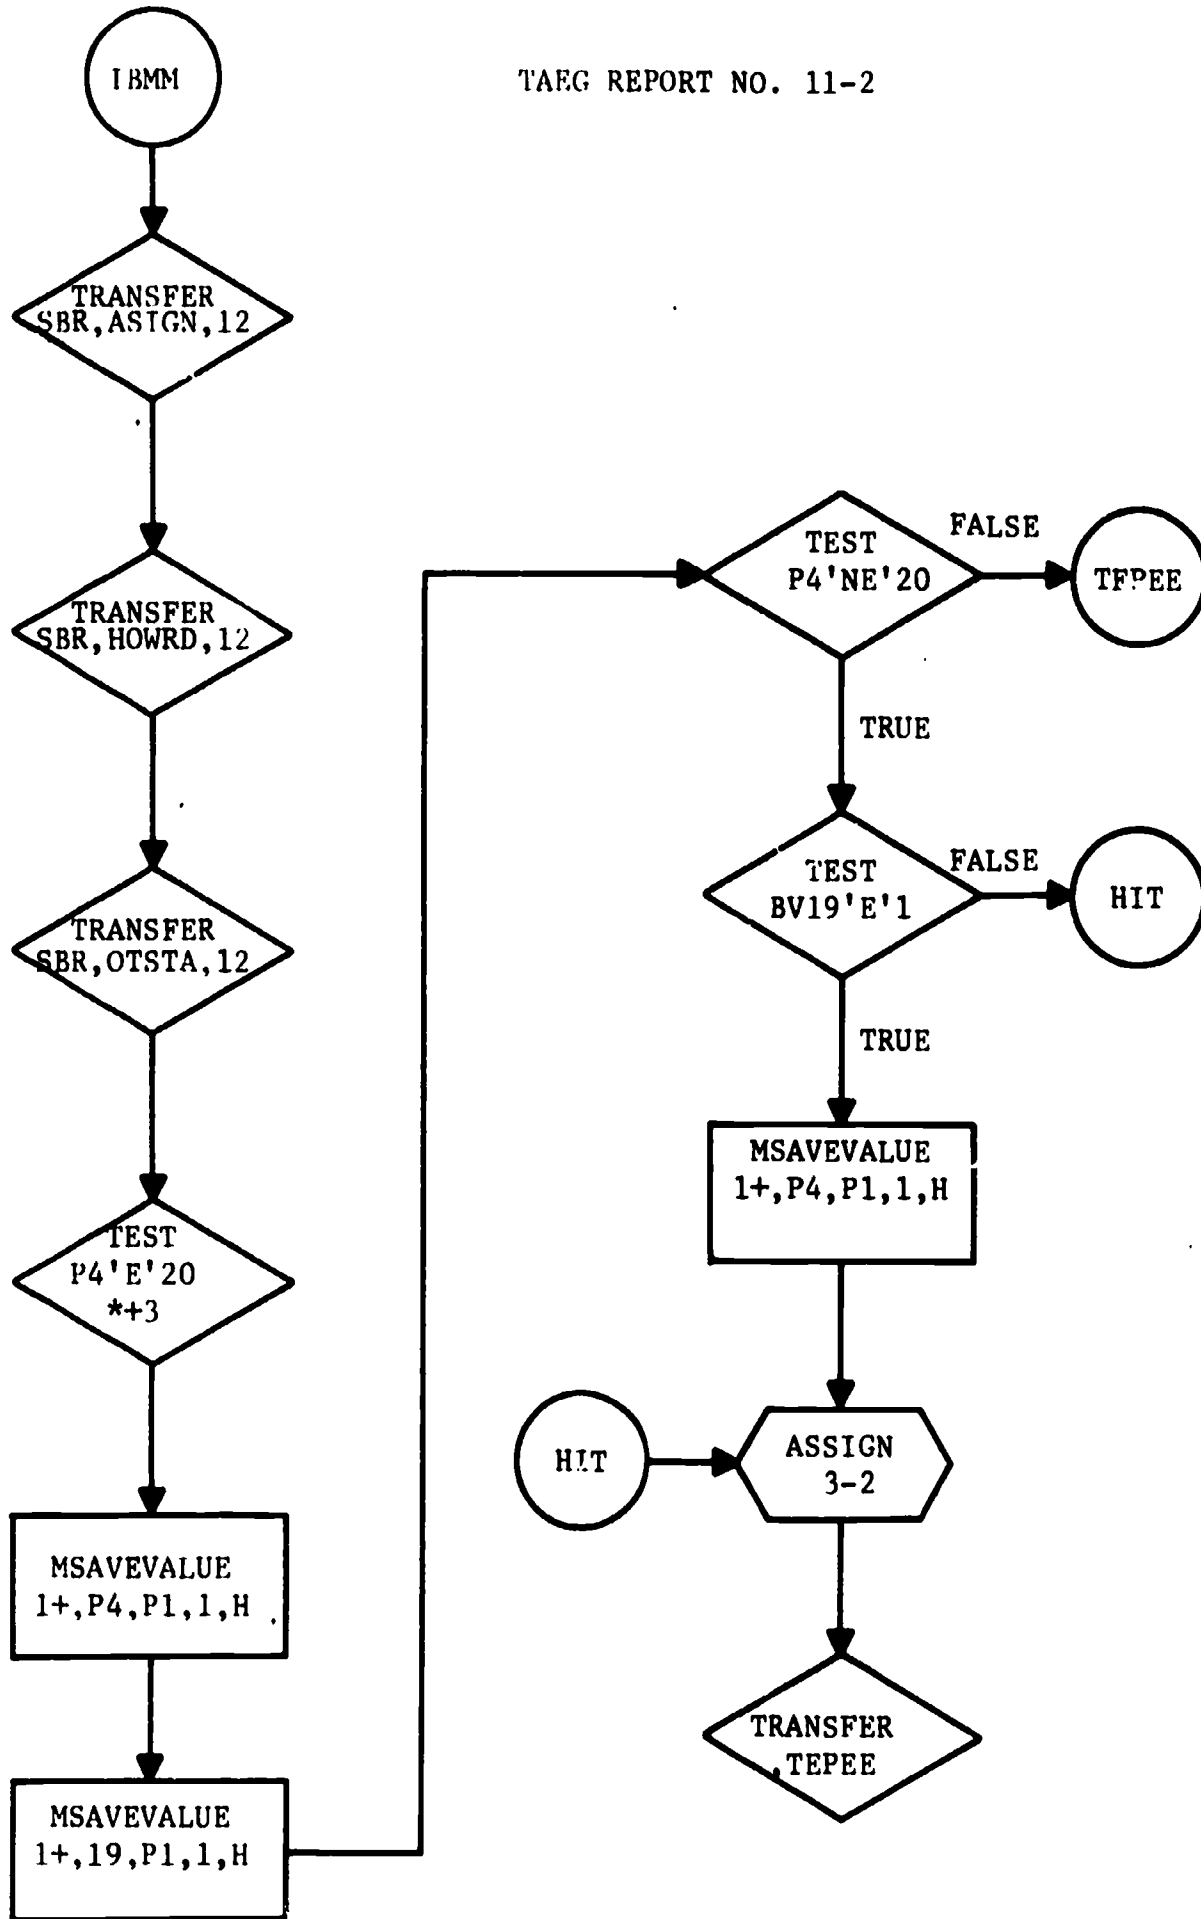 IBMM
TAEG REPORT NO. 11-2
TRANSFER
SBR,ASIGN,12
TRANSFER
SBR,HOWRD,12
TRANSFER
SBR,OTSTA,12
TEST
P4'E'20
*+3
MSAVEVALUE
1+,P4,P1,1,H
MSAVEVALUE
1+,19,P1,1,H
TEST
P4'NE'20
FALSE
TEPEE
TRUE
TEST
BV19'E'1
FALSE
HIT
TRUE
MSAVEVALUE
1+,P4,P1,1,H
HIT
ASSIGN
3-2
TRANSFER
,TEPEE